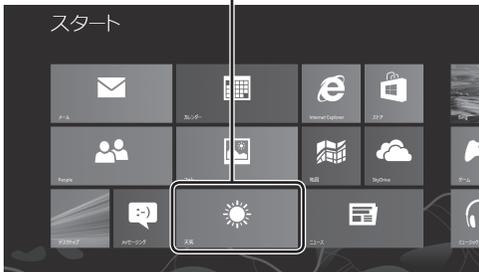 スタート
メール
カレンダー
Internet Explorer
ストア
Bing
People
フォト
地図
SkyDrive
ゲーム
デスクトップ
メッセージング
天気
ニュース
ミュージック